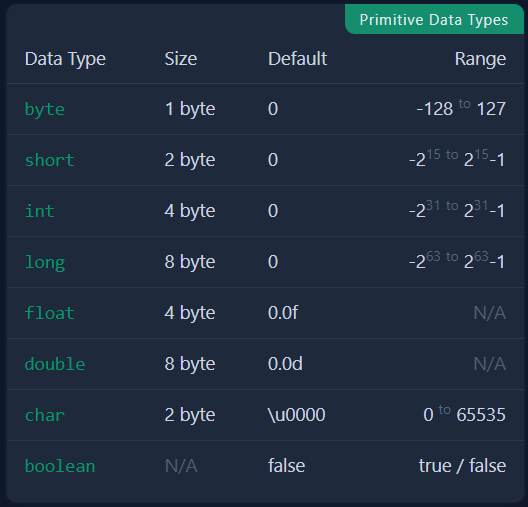 Primitive Data Types
Data Type Size Default Range
byte 1 byte 0 -128 to 127
short 2 byte 0 -2^15 to 2^15-1
int 4 byte 0 -2^31 to 2^31-1
long 8 byte 0 -2^63 to 2^63-1
float 4 byte 0.0f N/A
double 8 byte 0.0d N/A
char 2 byte \u0000 0 to 65535
boolean N/A false true / false